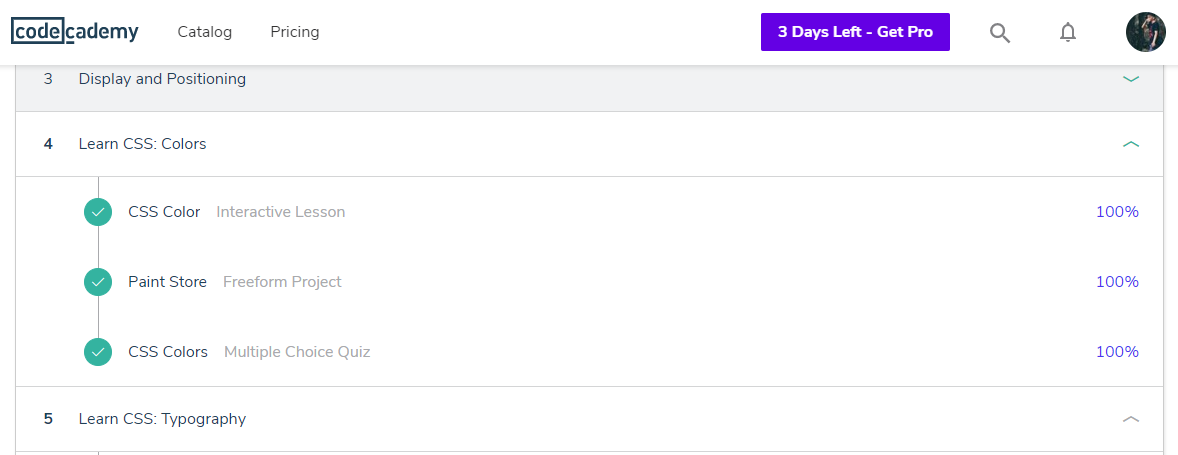 codecademy Catalog Pricing 3 Days Left - Get Pro
3 Display and Positioning
4 Learn CSS: Colors
CSS Color Interactive Lesson 100%
Paint Store Freeform Project 100%
CSS Colors Multiple Choice Quiz 100%
5 Learn CSS: Typography